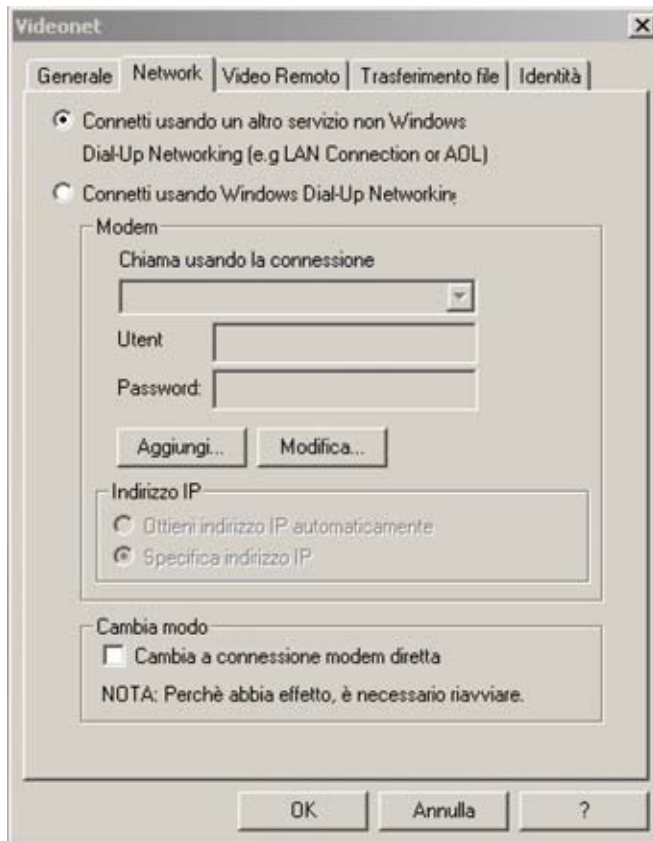 Videonet
Generale Network Video Remoto Trasferimento file Identità
Connetti usando un altro servizio non Windows
Dial-Up Networking (e.g LAN Connection or AOL)
Connetti usando Windows Dial-Up Networkin
Modem
Chiama usando la connessione
Utent
Password:
Aggiungi... Modifica...
Indirizzo IP
Ottieni indirizzo IP automaticamente
Specifica indirizzo IP
Cambia modo
Cambia a connessione modem diretta
NOTA: Perchè abbia effetto, è necessario riavviare.
OK Annulla ?